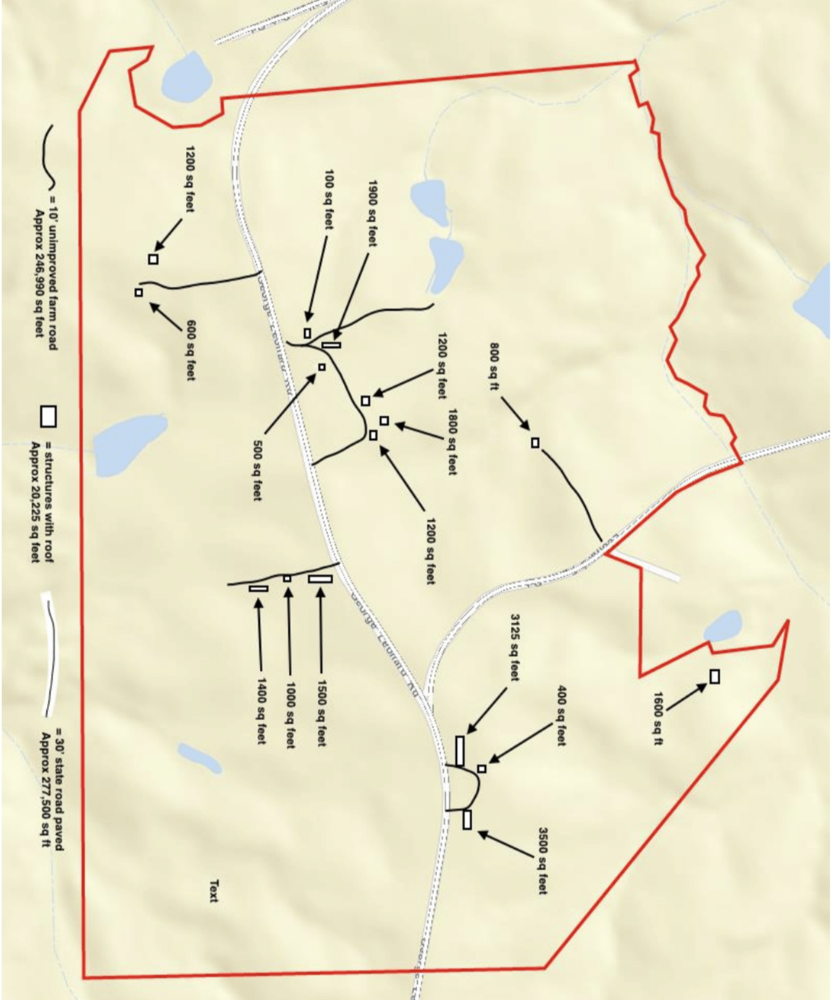 1600 sq ft
400 sq feet
3500 sq feet
3125 sq feet
800 sq ft
1800 sq feet
1200 sq feet
1200 sq feet
1900 sq feet
100 sq feet
1500 sq feet
1000 sq feet
1400 sq feet
500 sq feet
Text
1200 sq feet
600 sq feet
= 10' unimproved farm road
Approx 246,990 sq feet
= structures with roof
Approx 20,225 sq feet
= 30' state road paved
Approx 277,500 sq ft